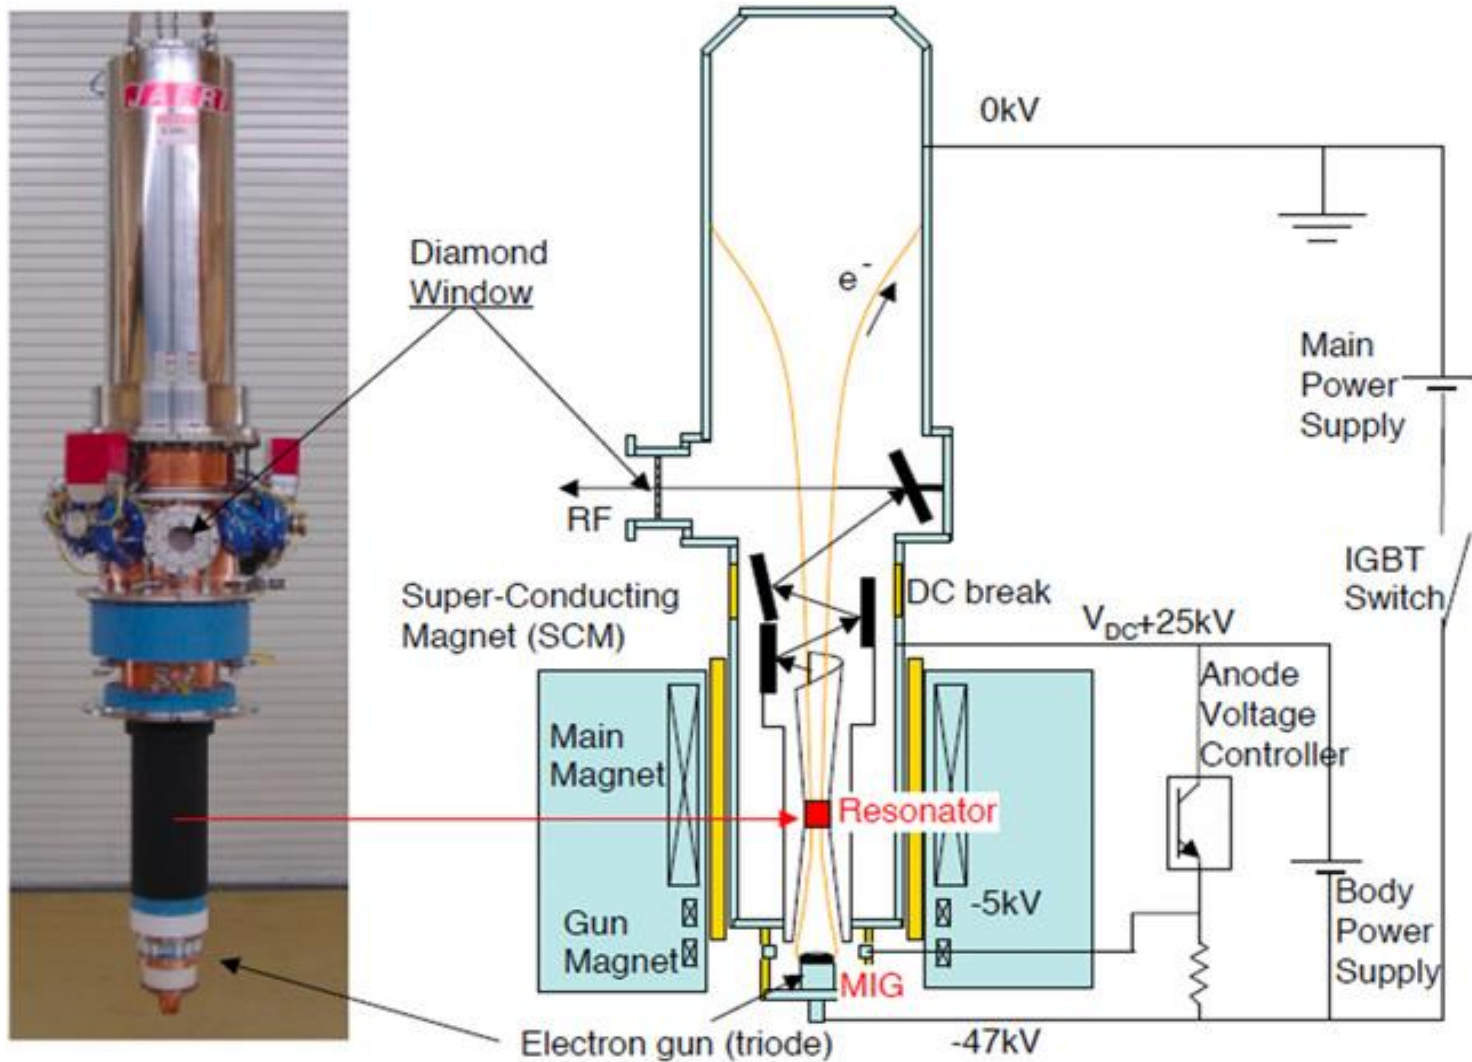 JAERI
0kV
Diamond
Window
e-
Main
Power
Supply
RF
IGBT
Switch
Super-Conducting
Magnet (SCM)
DC break
VDC+25kV
Anode
Voltage
Controller
Main
Magnet
Resonator
Gun
Magnet
-5kV
Body
Power
Supply
MIG
Electron gun (triode)
-47kV